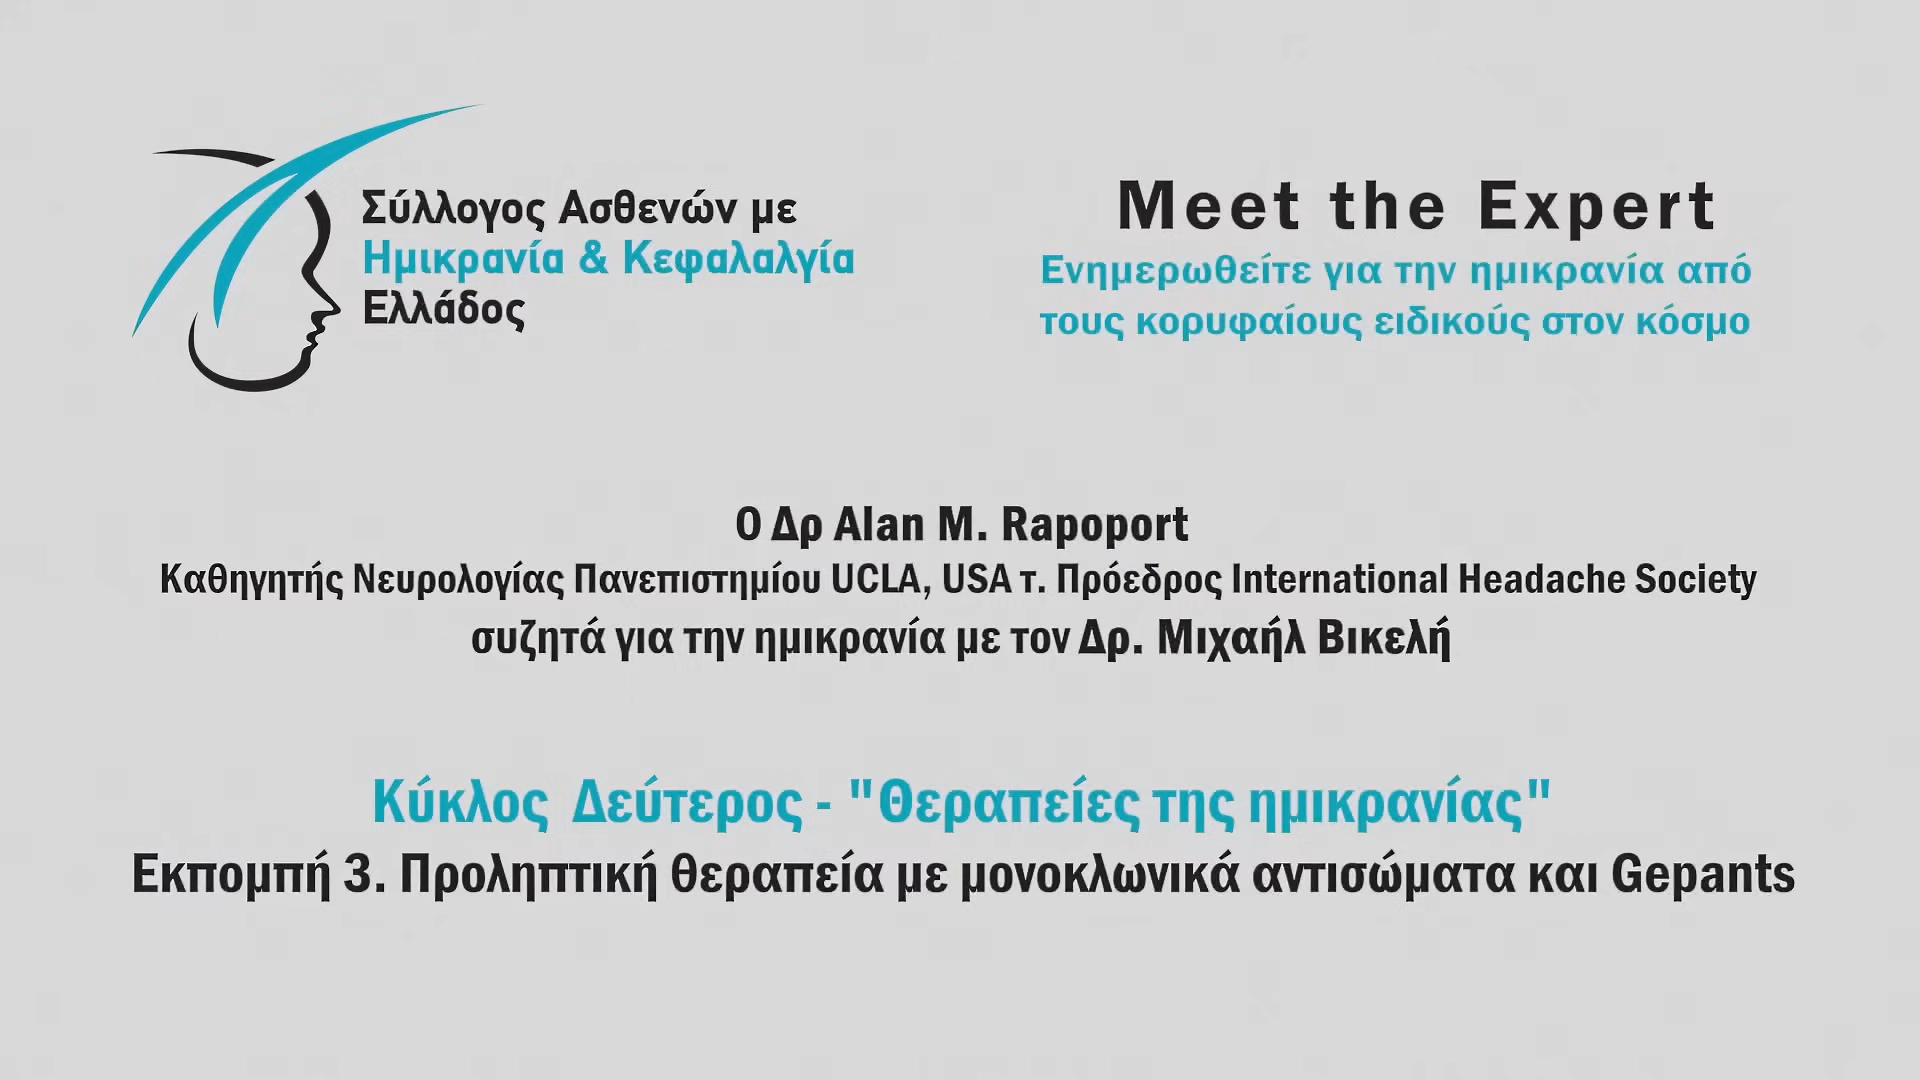 Σύλλογος Ασθενών με
Ημικρανία & Κεφαλαλγία
Ελλάδος
Meet the Expert
Ενημερωθείτε για την ημικρανία από
τους κορυφαίους ειδικούς στον κόσμο
Ο Δρ Alan M. Rapoport
Καθηγητής Νευρολογίας Πανεπιστημίου UCLA, USA τ. Πρόεδρος International Headache Society
συζητά για την ημικρανία με τον Δρ. Μιχαήλ Βικελή
Κύκλος Δεύτερος - "Θεραπείες της ημικρανίας"
Εκπομπή 3. Προληπτική θεραπεία με μονοκλωνικά αντισώματα και Gepants